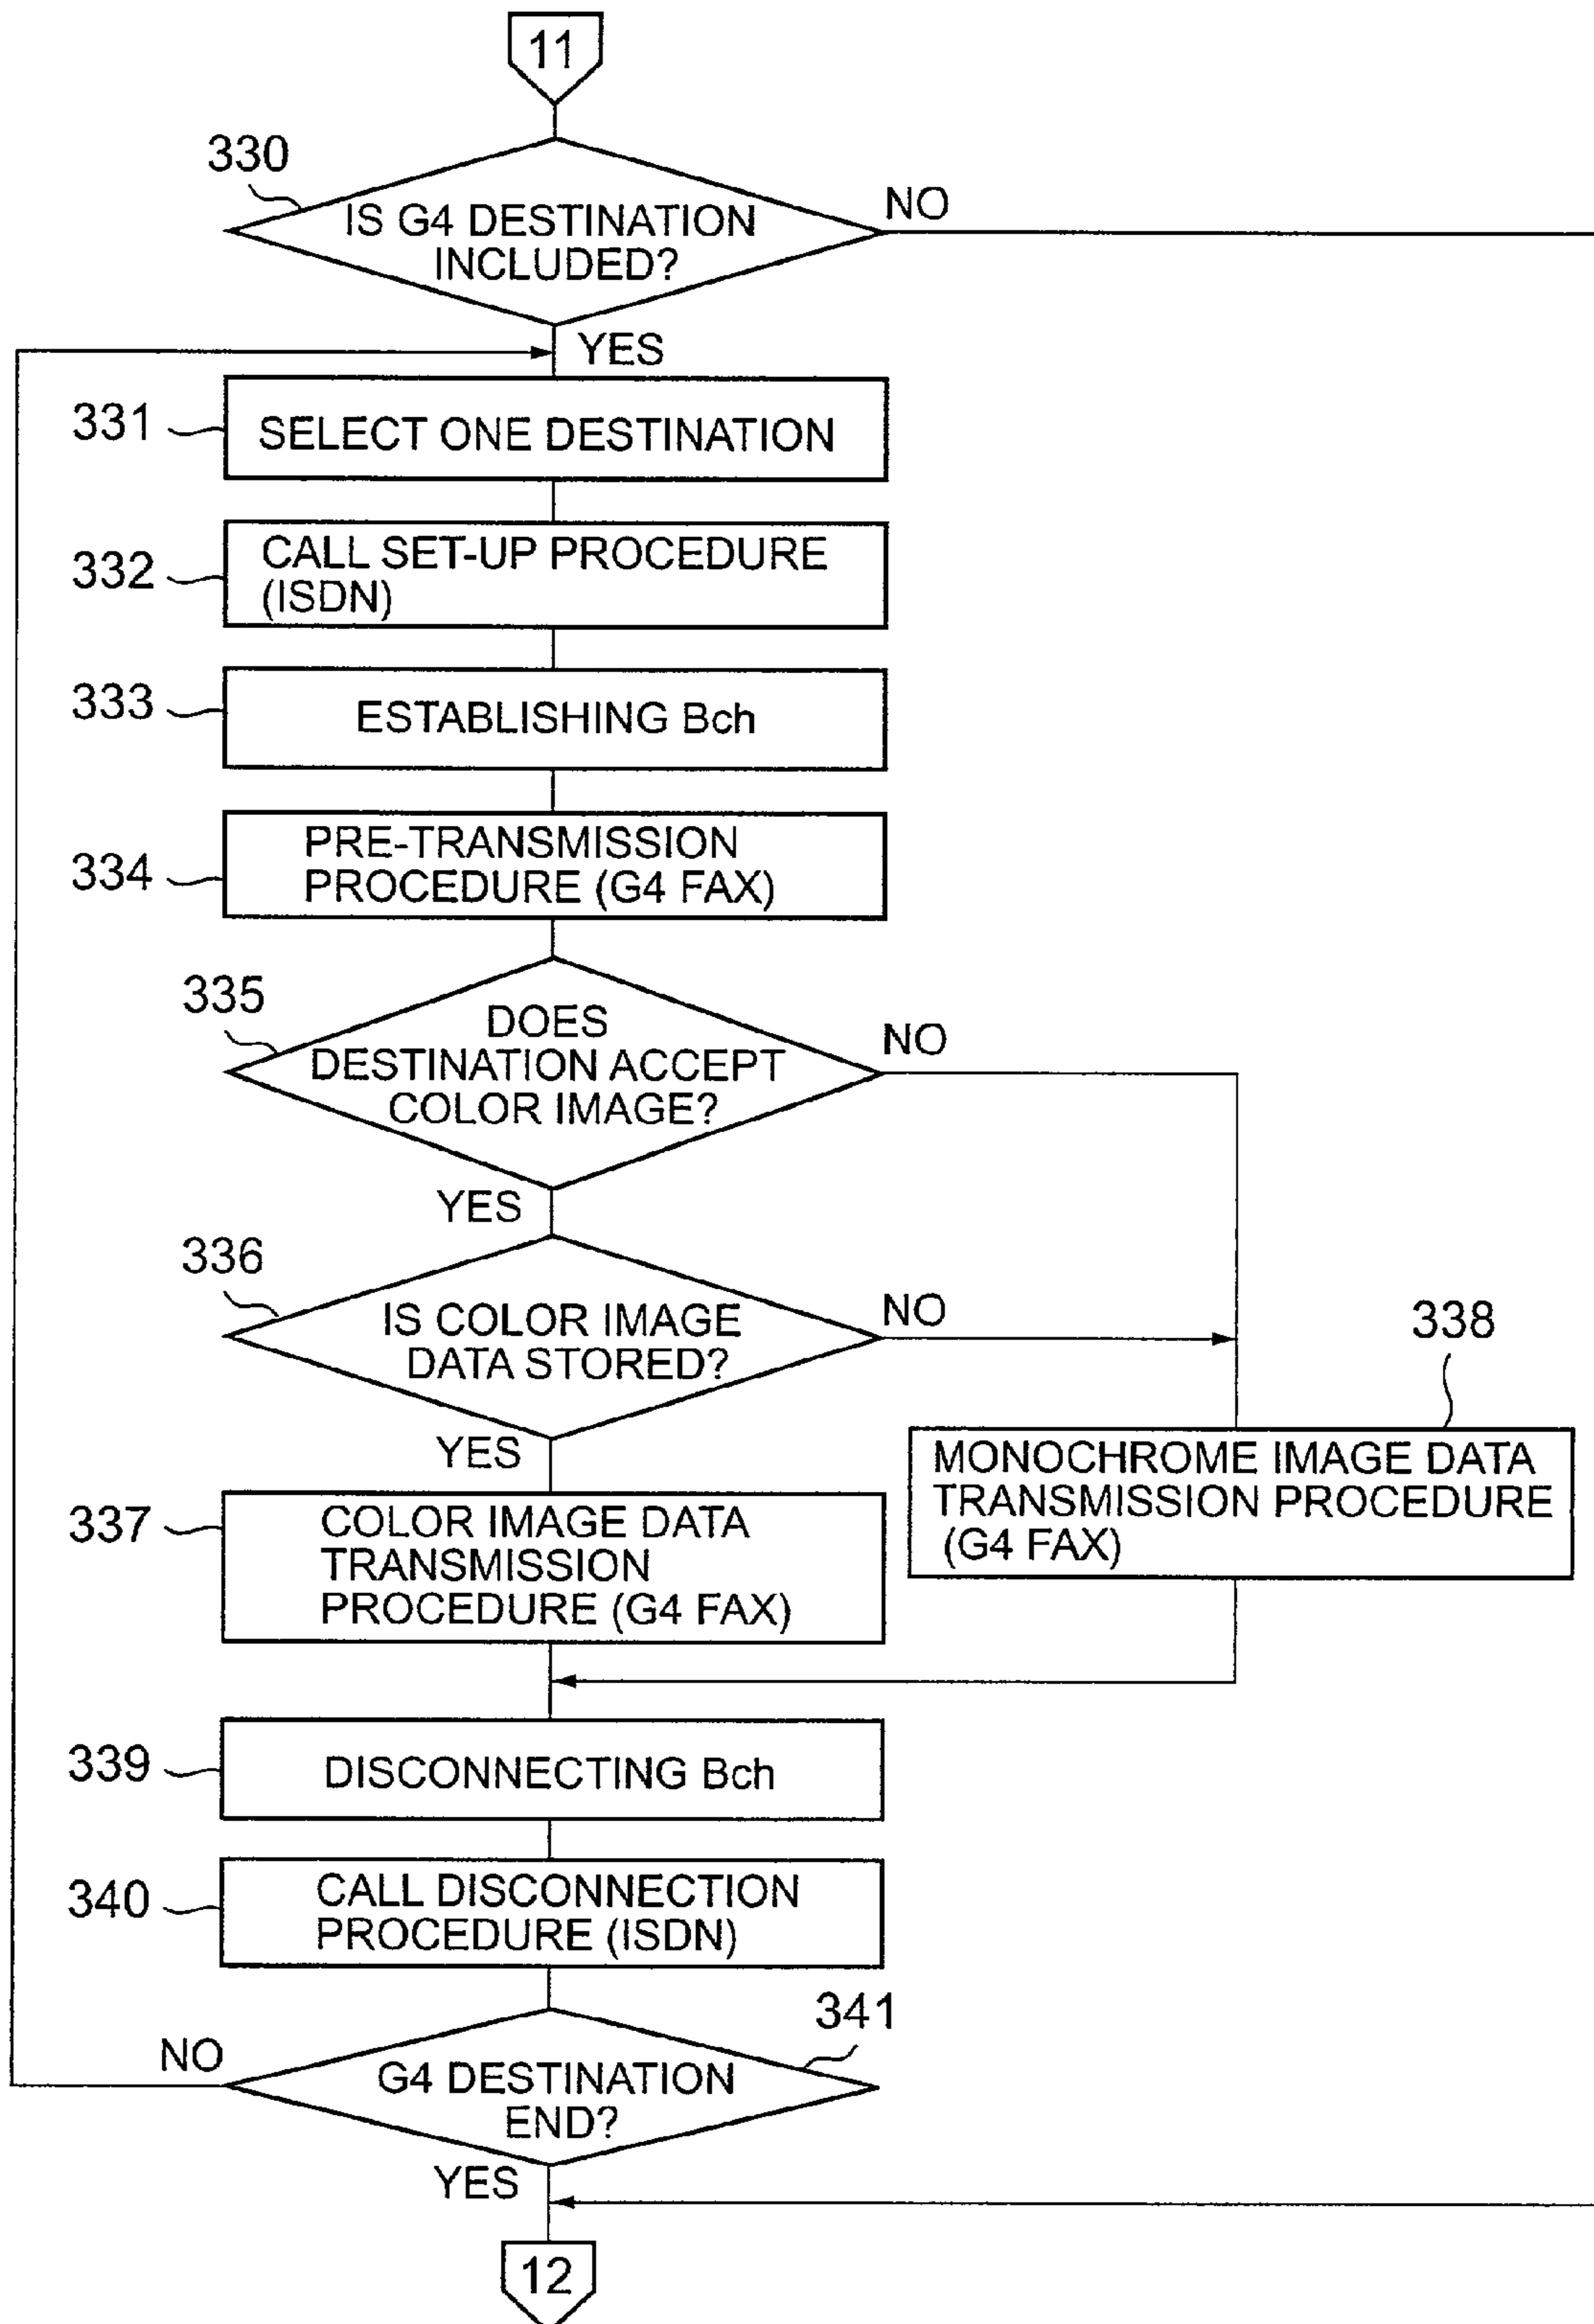 11
330
IS G4 DESTINATION
INCLUDED?
NO
YES
331
SELECT ONE DESTINATION
332
CALL SET-UP PROCEDURE
(ISDN)
333
ESTABLISHING Bch
334
PRE-TRANSMISSION
PROCEDURE (G4 FAX)
335
DOES
DESTINATION ACCEPT
COLOR IMAGE?
NO
YES
336
IS COLOR IMAGE
DATA STORED?
NO
YES
338
MONOCHROME IMAGE DATA
TRANSMISSION PROCEDURE
(G4 FAX)
337
COLOR IMAGE DATA
TRANSMISSION
PROCEDURE (G4 FAX)
339
DISCONNECTING Bch
340
CALL DISCONNECTION
PROCEDURE (ISDN)
341
G4 DESTINATION
END?
NO
YES
12